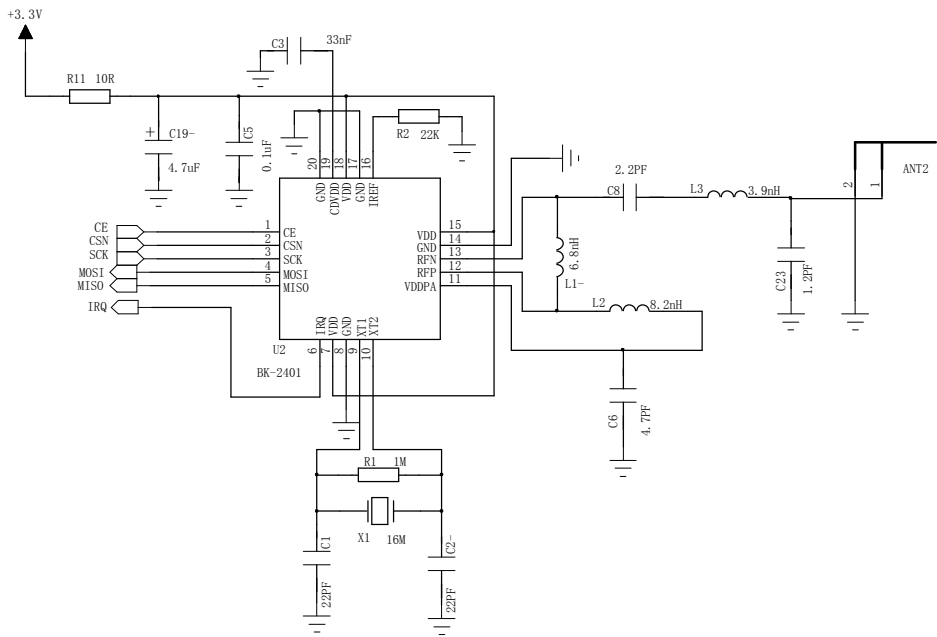 +3.3V
C3
33nF
R11 10R
+
C19-
4.7uF
C5
0.1uF
R2 22K
20
19
18
17
16
GND
CDVDD
VDD
GND
IREF
2.2PF
C8
L3
3.9nH
2
1
ANT2
CE
CSN
SCK
MOSI
MISO
IRQ
1
2
3
4
5
CE
CSN
SCK
MOSI
MISO
VDD
GND
RFN
RFP
VDDPA
15
14
13
12
11
6.8nH
L1-
L2
8.2nH
C23
1.2PF
IRQ
VDD
GND
XT1
XT2
6
7
8
9
10
U2
BK-2401
C6
4.7PF
R1 1M
X1 16M
C1
22PF
C2-
22PF